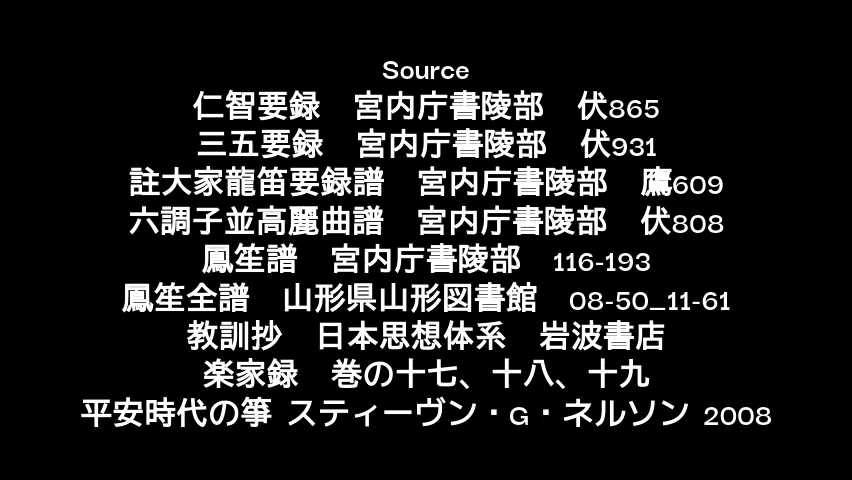 Source
仁智要録　宮内庁書陵部　伏865
三五要録　宮内庁書陵部　伏931
註大家龍笛要録譜　宮内庁書陵部　鷹609
六調子並高麗曲譜　宮内庁書陵部　伏808
鳳笙譜　宮内庁書陵部　116-193
鳳笙全譜　山形県山形図書館　08-50_11-61
教訓抄　日本思想体系　岩波書店
楽家録　巻の十七、十八、十九
平安時代の箏 スティーヴン・G・ネルソン 2008